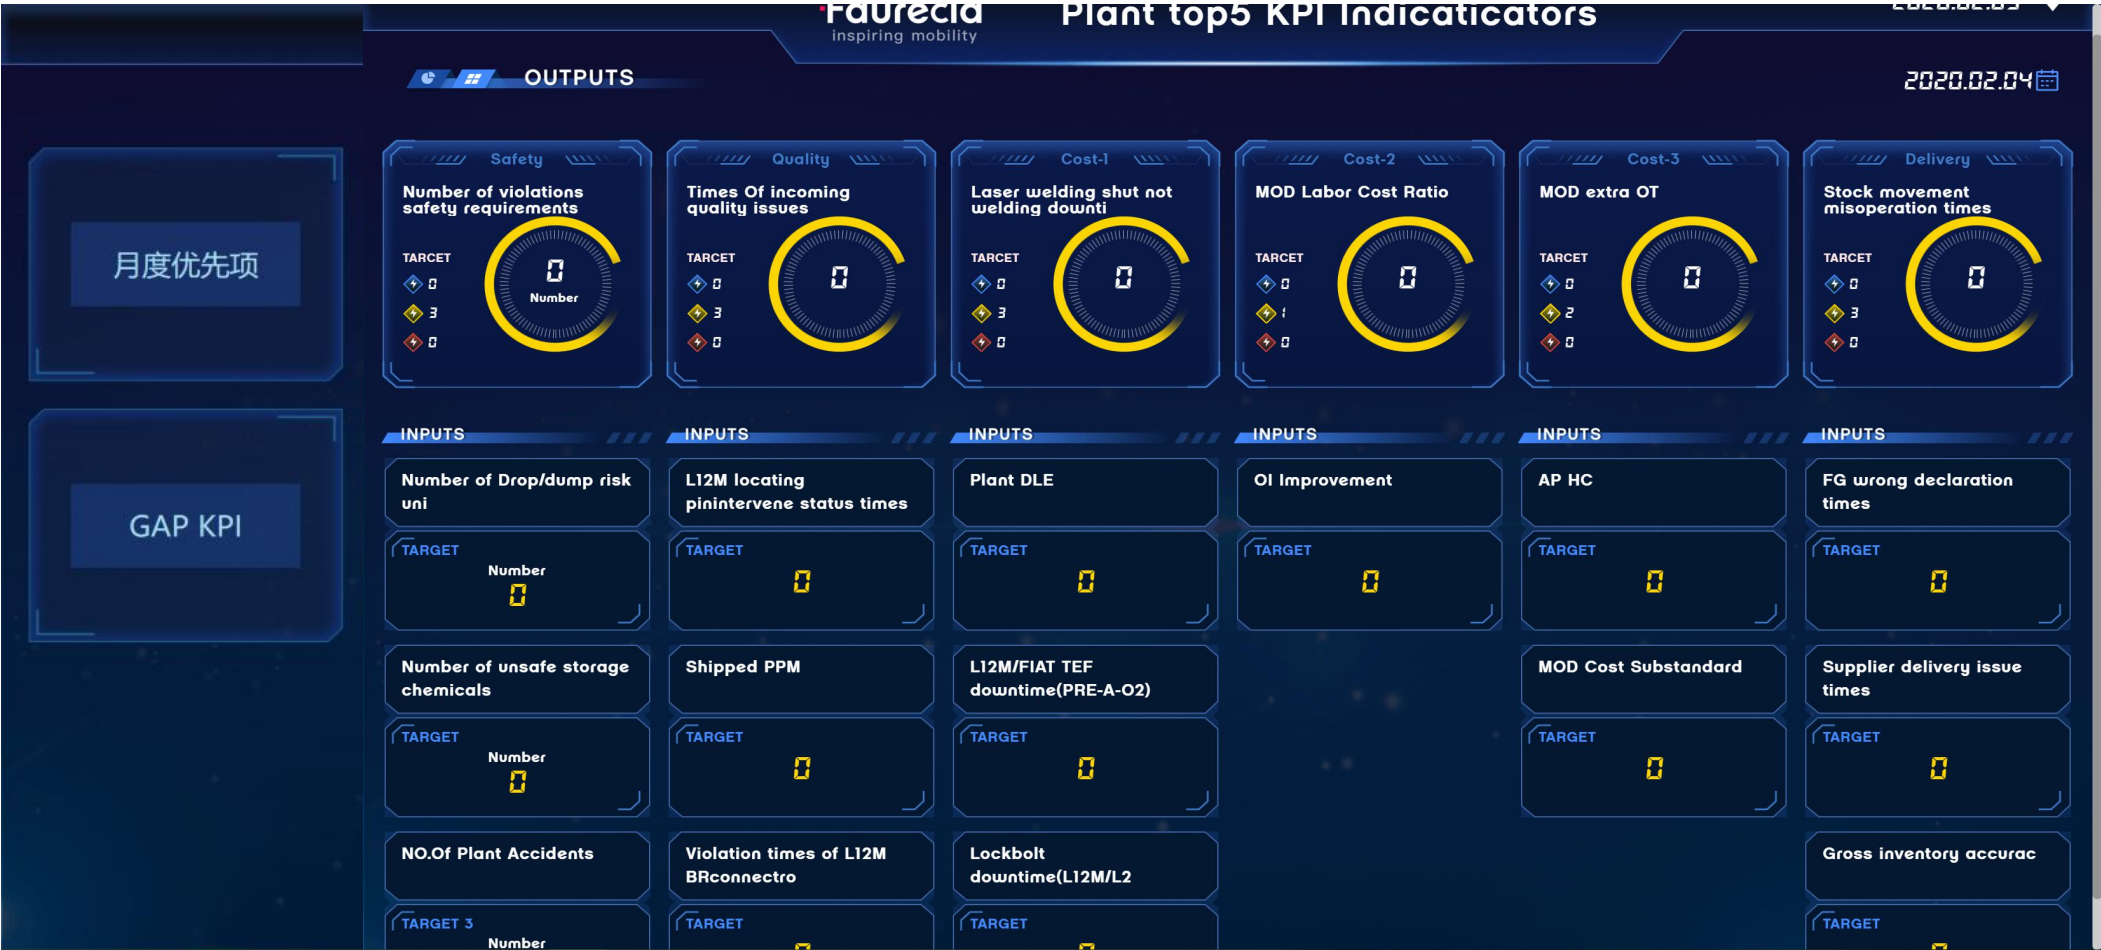 Faurecia
inspiring mobility
Plant top5 KPI Indicaticators
OUTPUTS
2020.02.04
月度优先项
GAP KPI
Safety
Number of violations
safety requirements
TARCET
0
3
0
0
Number
Quality
Times Of incoming
quality issues
TARCET
0
3
0
0
Cost-1
Laser welding shut not
welding downti
TARCET
0
3
0
0
Cost-2
MOD Labor Cost Ratio
TARCET
0
1
0
0
Cost-3
MOD extra OT
TARCET
0
2
0
0
Delivery
Stock movement
misoperation times
TARCET
0
3
0
0
INPUTS
Number of Drop/dump risk
uni
TARGET
Number
0
Number of unsafe storage
chemicals
TARGET
Number
0
NO.Of Plant Accidents
TARGET 3
Number
INPUTS
L12M locating
pinintervene status times
TARGET
0
Shipped PPM
TARGET
0
Violation times of L12M
BRconnectro
TARGET
INPUTS
Plant DLE
TARGET
0
L12M/FIAT TEF
downtime(PRE-A-O2)
TARGET
0
Lockbolt
downtime(L12M/L2
TARGET
INPUTS
OI Improvement
TARGET
0
INPUTS
AP HC
TARGET
0
MOD Cost Substandard
TARGET
0
INPUTS
FG wrong declaration
times
TARGET
0
Supplier delivery issue
times
TARGET
0
Gross inventory accurac
TARGET